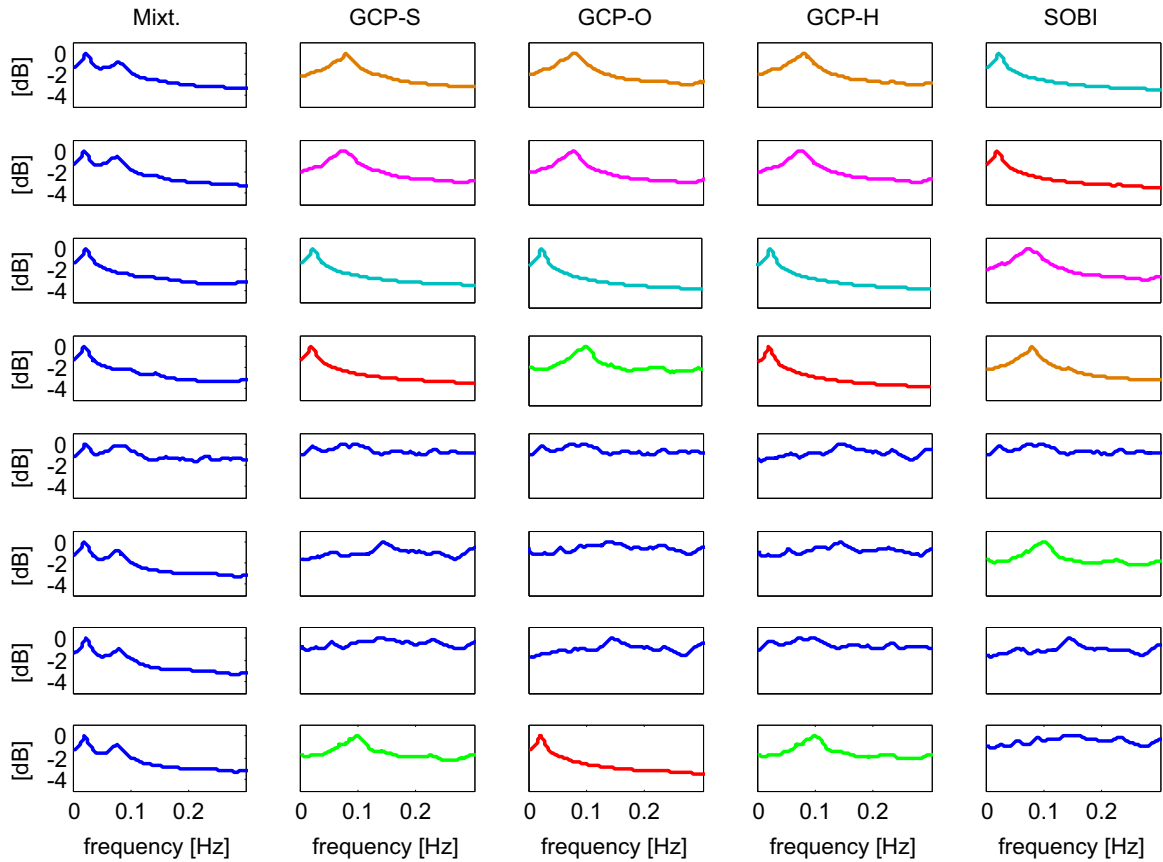 Mixt. GCP-S GCP-O GCP-H SOBI
[dB] 0 -2 -4
[dB] 0 -2 -4
[dB] 0 -2 -4
[dB] 0 -2 -4
[dB] 0 -2 -4
[dB] 0 -2 -4
[dB] 0 -2 -4
[dB] 0 -2 -4
0 0.1 0.2 0 0.1 0.2 0 0.1 0.2 0 0.1 0.2 0 0.1 0.2
frequency [Hz] frequency [Hz] frequency [Hz] frequency [Hz] frequency [Hz]